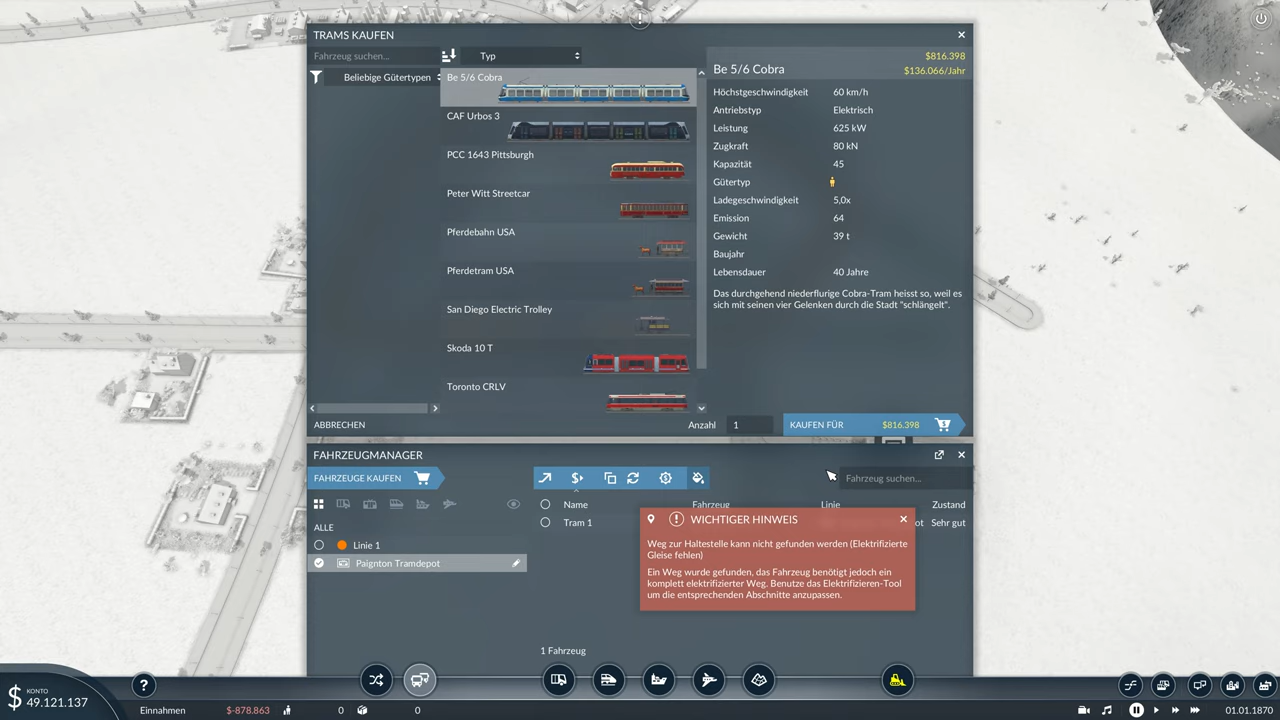 TRAMS KAUFEN
Fahrzeug suchen...
Typ
Beliebige Gütertypen
Be 5/6 Cobra
CAF Urbos 3
PCC 1643 Pittsburgh
Peter Witt Streetcar
Pferdebahn USA
Pferdetram USA
San Diego Electric Trolley
Skoda 10 T
Toronto CRLV
$816.398
Be 5/6 Cobra
$136.066/Jahr
Höchstgeschwindigkeit 60 km/h
Antriebstyp Elektrisch
Leistung 625 kW
Zugkraft 80 kN
Kapazität 45
Gütertyp
Ladegeschwindigkeit 5,0x
Emission 64
Gewicht 39 t
Baujahr
Lebensdauer 40 Jahre
Das durchgehend niederflurige Cobra-Tram heisst so, weil es
sich mit seinen vier Gelenken durch die Stadt "schlängelt".
ABBRECHEN
Anzahl 1
KAUFEN FÜR $816.398
FAHRZEUGMANAGER
FAHRZEUGE KAUFEN
Fahrzeug suchen...
ALLE
Linie 1
Paignton Tramdepot
Name Fahrzeug Linie Zustand
Tram 1 Sehr gut
WICHTIGER HINWEIS
Weg zur Haltestelle kann nicht gefunden werden (Elektrifizierte
Gleise fehlen)
Ein Weg wurde gefunden, das Fahrzeug benötigt jedoch ein
komplett elektrifizierter Weg. Benutze das Elektrifizieren-Tool
um die entsprechenden Abschnitte anzupassen.
1 Fahrzeug
$ KONTO
49.121.137
?
Einnahmen $-878.863 0 0
01.01.1870